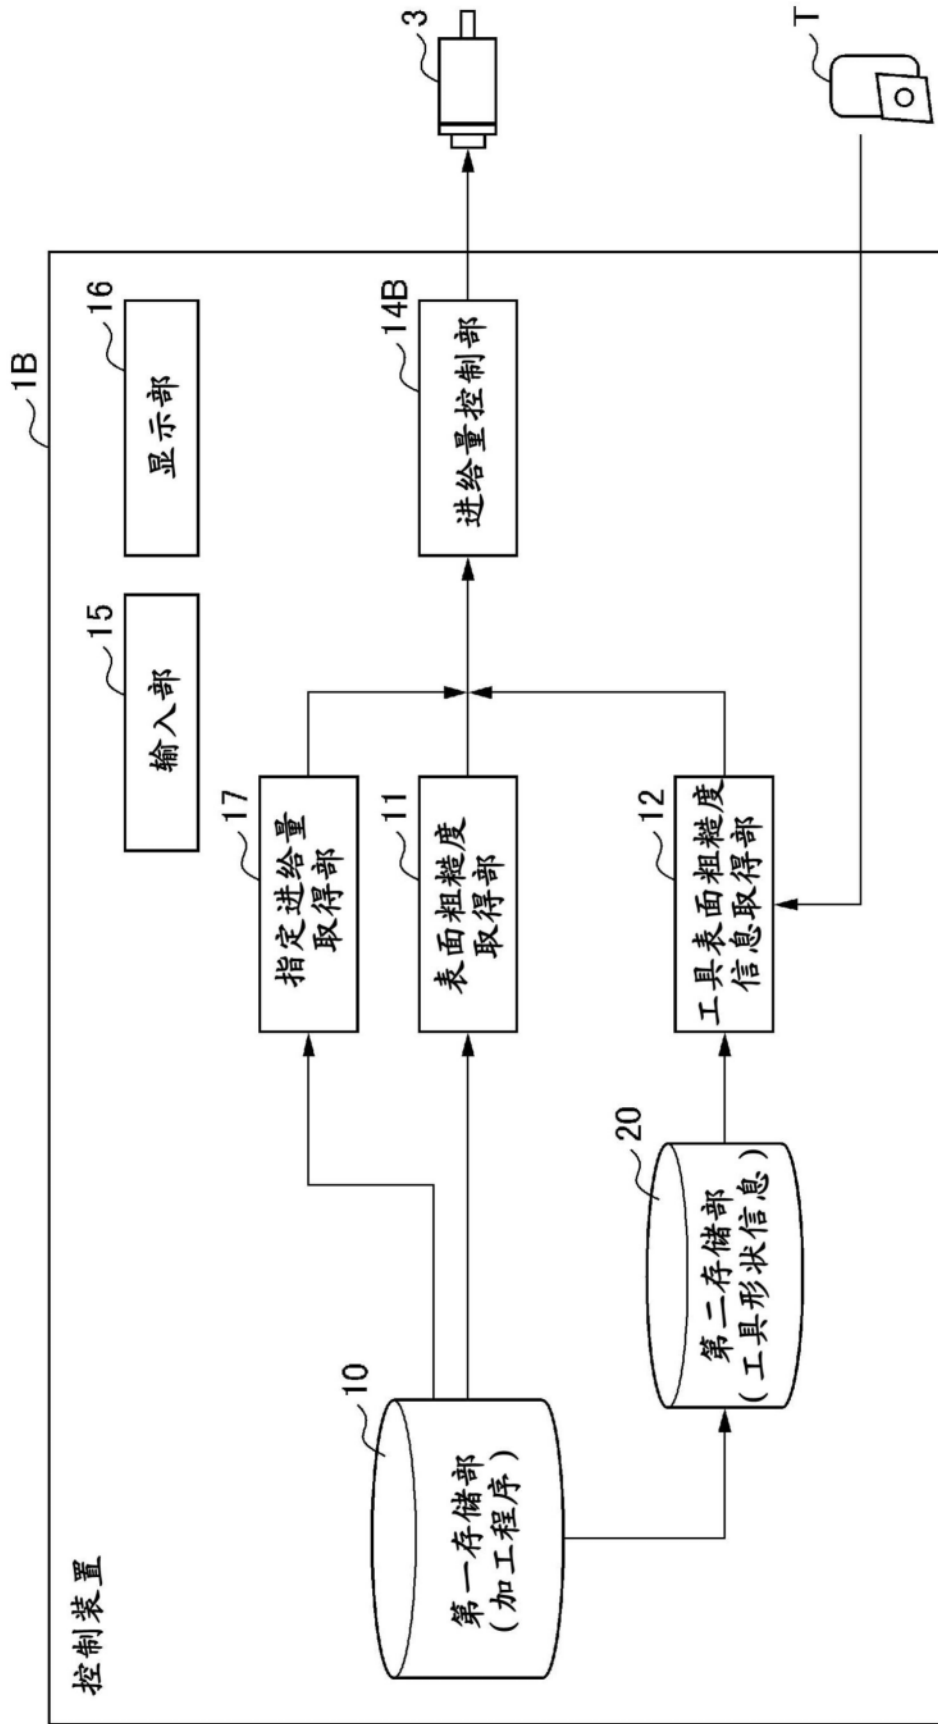 控制装置
1B
输入部
15
显示部
16
指定进给量
取得部
17
表面粗糙度
取得部
11
进给量控制部
14B
3
第一存储部
(加工程序)
10
第二存储部
(工具形状信息)
20
工具表面粗糙度
信息取得部
12
T